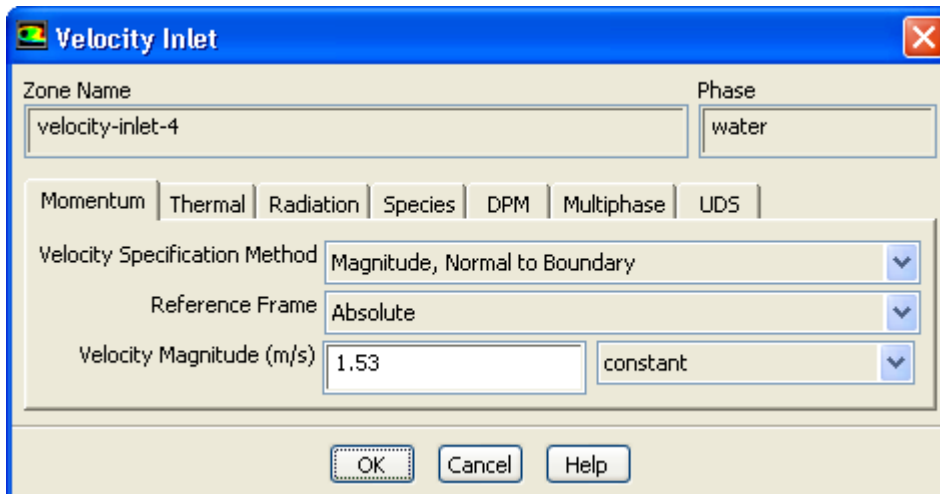 Velocity Inlet
Zone Name Phase
velocity-inlet-4 water
Momentum Thermal Radiation Species DPM Multiphase UDS
Velocity Specification Method Magnitude, Normal to Boundary
Reference Frame Absolute
Velocity Magnitude (m/s) 1.53 constant
OK Cancel Help